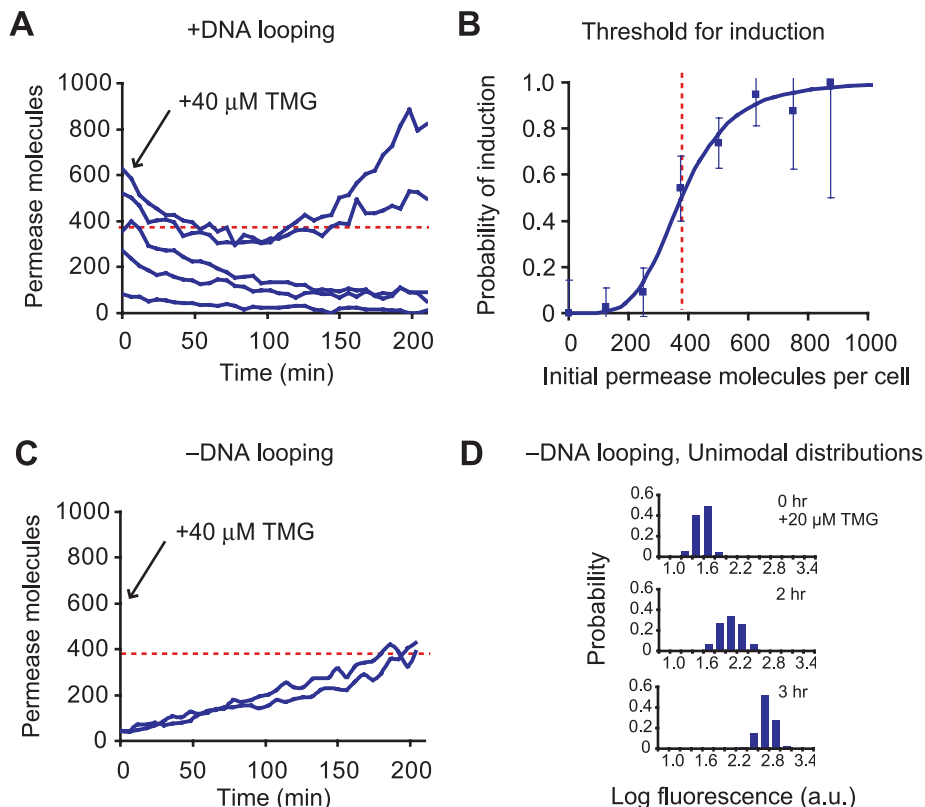 A
+DNA looping
1000
800
600
400
200
0
+40 µM TMG
Permease molecules
0 50 100 150 200
Time (min)
B
Threshold for induction
1.0
0.8
0.6
0.4
0.2
0
Probability of induction
0 200 400 600 800 1000
Initial permease molecules per cell
C
–DNA looping
1000
800
600
400
200
0
+40 µM TMG
Permease molecules
0 50 100 150 200
Time (min)
D
–DNA looping, Unimodal distributions
Probability
0.6
0.4
0.2
0
0 hr
+20 µM TMG
1.0 1.6 2.2 2.8 3.4
0.6
0.4
0.2
0
2 hr
1.0 1.6 2.2 2.8 3.4
0.6
0.4
0.2
0
3 hr
1.0 1.6 2.2 2.8 3.4
Log fluorescence (a.u.)